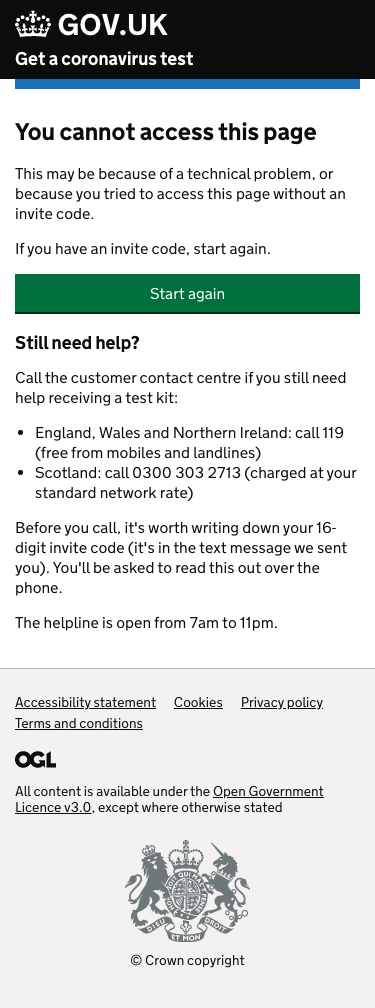 GOV.UK
Get a coronavirus test
You cannot access this page
This may be because of a technical problem, or
because you tried to access this page without an
invite code.
If you have an invite code, start again.
Start again
Still need help?
Call the customer contact centre if you still need
help receiving a test kit:
England, Wales and Northern Ireland: call 119
(free from mobiles and landlines)
Scotland: call 0300 303 2713 (charged at your
standard network rate)
Before you call, it's worth writing down your 16-
digit invite code (it's in the text message we sent
you). You'll be asked to read this out over the
phone.
The helpline is open from 7am to 11pm.
Accessibility statement Cookies Privacy policy
Terms and conditions
OGL
All content is available under the Open Government
Licence v3.0, except where otherwise stated
© Crown copyright